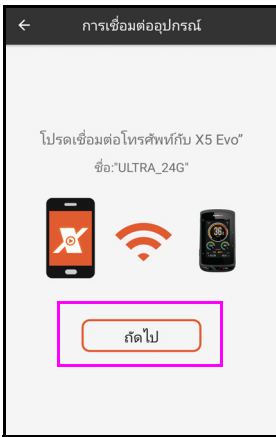 การเชื่อมต่ออุปกรณ์
โปรดเชื่อมต่อโทรศัพท์กับ X5 Evo"
ชื่อ:"ULTRA_24G"
ถัดไป